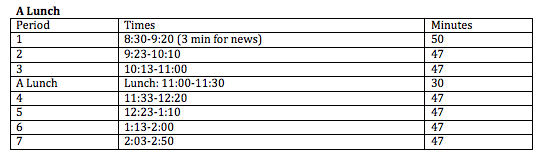 A Lunch
Period Times Minutes
1 8:30-9:20 (3 min for news) 50
2 9:23-10:10 47
3 10:13-11:00 47
A Lunch Lunch: 11:00-11:30 30
4 11:33-12:20 47
5 12:23-1:10 47
6 1:13-2:00 47
7 2:03-2:50 47